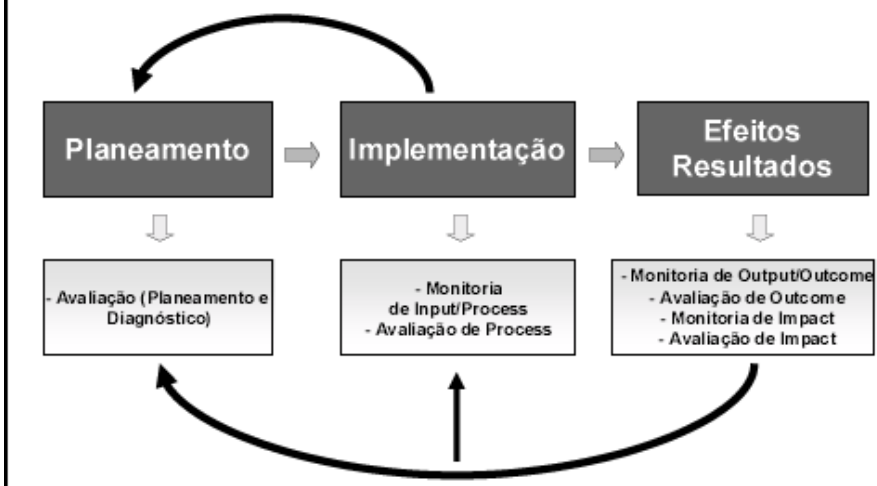 Planeamento
Implementação
Efeitos
Resultados
- Avaliação (Planeamento e
Diagnóstico)
- Monitoria
de Input/Process
- Avaliação de Process
- Monitoria de Output/Outcome
- Avaliação de Outcome
- Monitoria de Impact
- Avaliação de Impact